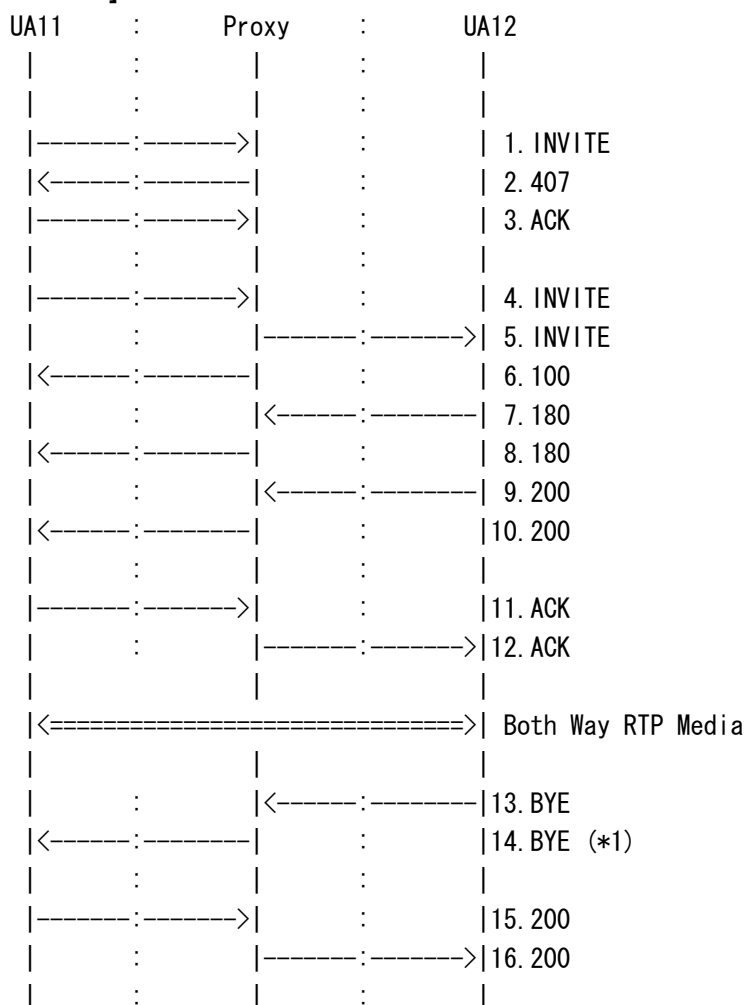 ]
UA11 : Proxy : UA12
| : | : |
| : | : |
|------:------->| : | 1. INVITE
|<------:--------| : | 2. 407
|------:------->| : | 3. ACK
| : | : |
|------:------->| : | 4. INVITE
| : |------:------->| 5. INVITE
|<------:--------| : | 6. 100
| : |<------:--------| 7. 180
|<------:--------| : | 8. 180
| : |<------:--------| 9. 200
|<------:--------| : |10. 200
| : | : |
|------:------->| : |11. ACK
| : |------:------->|12. ACK
| | |
|<===============================>| Both Way RTP Media
| | |
| : |<------:--------|13. BYE
|<------:--------| : |14. BYE (*1)
| : | : |
|------:------->| : |15. 200
| : |------:------->|16. 200
| : | : |